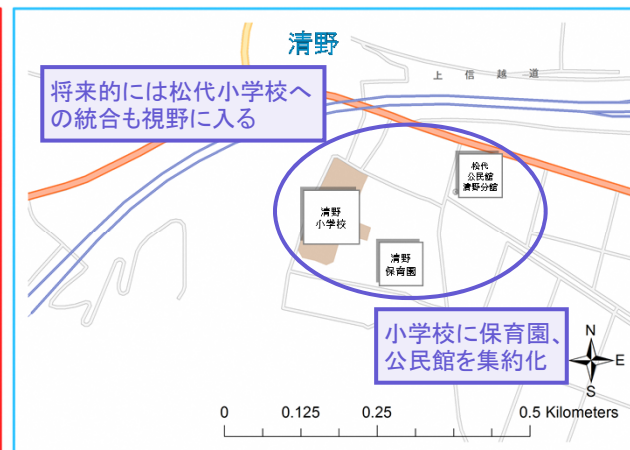 清野
上信越道
将来的には松代小学校へ
の統合も視野に入る
松代
公民館
清野分館
清野
小学校
清野
保育園
小学校に保育園、
公民館を集約化
N
E
S
0 0.125 0.25 0.5 Kilometers